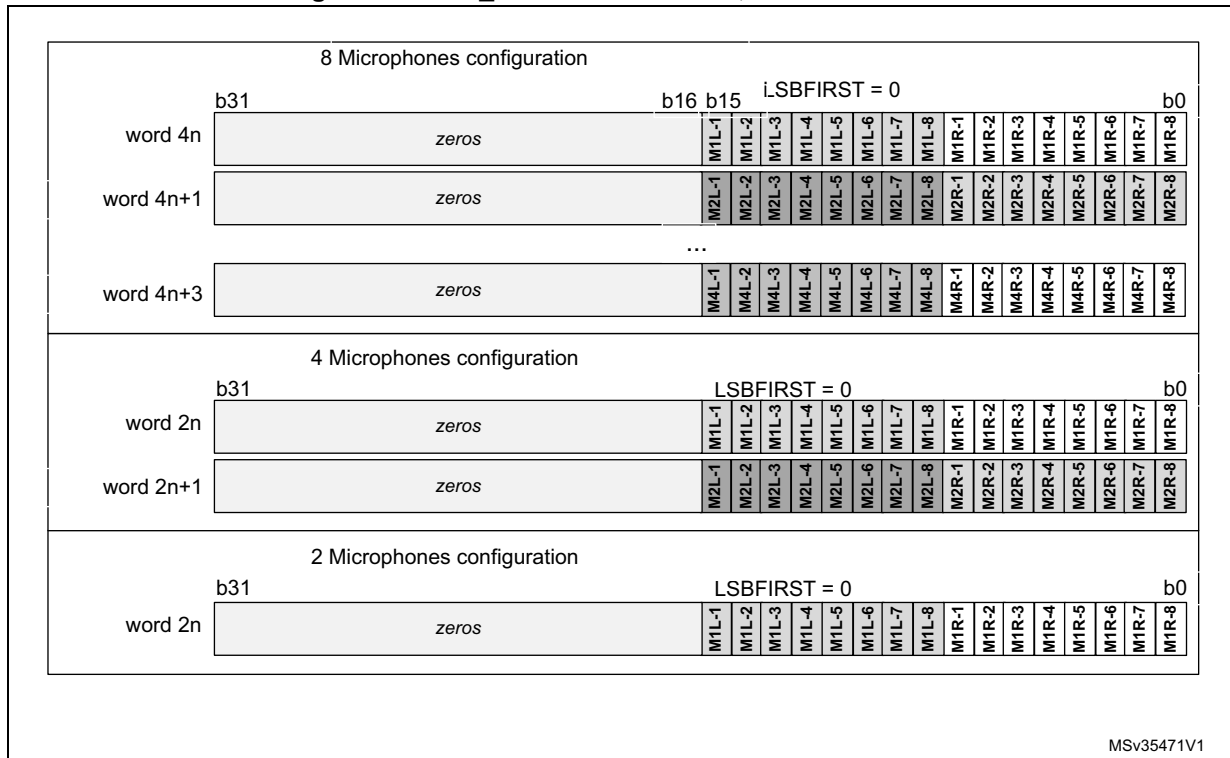 8 Microphones configuration
b31 b16 b15 LSBFIRST = 0 b0
word 4n zeros M1L-1 M1L-2 M1L-3 M1L-4 M1L-5 M1L-6 M1L-7 M1L-8 M1R-1 M1R-2 M1R-3 M1R-4 M1R-5 M1R-6 M1R-7 M1R-8
word 4n+1 zeros M2L-1 M2L-2 M2L-3 M2L-4 M2L-5 M2L-6 M2L-7 M2L-8 M2R-1 M2R-2 M2R-3 M2R-4 M2R-5 M2R-6 M2R-7 M2R-8
...
word 4n+3 zeros M4L-1 M4L-2 M4L-3 M4L-4 M4L-5 M4L-6 M4L-7 M4L-8 M4R-1 M4R-2 M4R-3 M4R-4 M4R-5 M4R-6 M4R-7 M4R-8
4 Microphones configuration
b31 LSBFIRST = 0 b0
word 2n zeros M1L-1 M1L-2 M1L-3 M1L-4 M1L-5 M1L-6 M1L-7 M1L-8 M1R-1 M1R-2 M1R-3 M1R-4 M1R-5 M1R-6 M1R-7 M1R-8
word 2n+1 zeros M2L-1 M2L-2 M2L-3 M2L-4 M2L-5 M2L-6 M2L-7 M2L-8 M2R-1 M2R-2 M2R-3 M2R-4 M2R-5 M2R-6 M2R-7 M2R-8
2 Microphones configuration
b31 LSBFIRST = 0 b0
word 2n zeros M1L-1 M1L-2 M1L-3 M1L-4 M1L-5 M1L-6 M1L-7 M1L-8 M1R-1 M1R-2 M1R-3 M1R-4 M1R-5 M1R-6 M1R-7 M1R-8
MSv35471V1